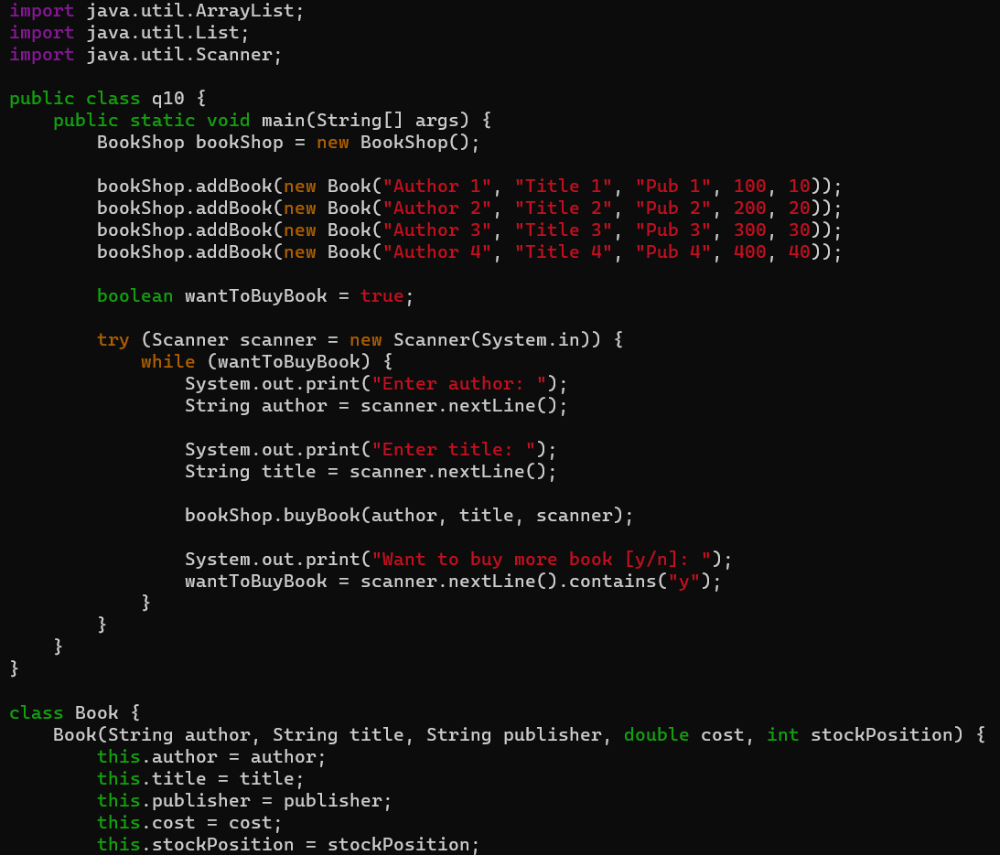 import java.util.ArrayList;
import java.util.List;
import java.util.Scanner;

public class q10 {
    public static void main(String[] args) {
        BookShop bookShop = new BookShop();

        bookShop.addBook(new Book("Author 1", "Title 1", "Pub 1", 100, 10));
        bookShop.addBook(new Book("Author 2", "Title 2", "Pub 2", 200, 20));
        bookShop.addBook(new Book("Author 3", "Title 3", "Pub 3", 300, 30));
        bookShop.addBook(new Book("Author 4", "Title 4", "Pub 4", 400, 40));

        boolean wantToBuyBook = true;

        try (Scanner scanner = new Scanner(System.in)) {
            while (wantToBuyBook) {
                System.out.print("Enter author: ");
                String author = scanner.nextLine();

                System.out.print("Enter title: ");
                String title = scanner.nextLine();

                bookShop.buyBook(author, title, scanner);

                System.out.print("Want to buy more book [y/n]: ");
                wantToBuyBook = scanner.nextLine().contains("y");
            }
        }
    }
}

class Book {
    Book(String author, String title, String publisher, double cost, int stockPosition) {
        this.author = author;
        this.title = title;
        this.publisher = publisher;
        this.cost = cost;
        this.stockPosition = stockPosition;